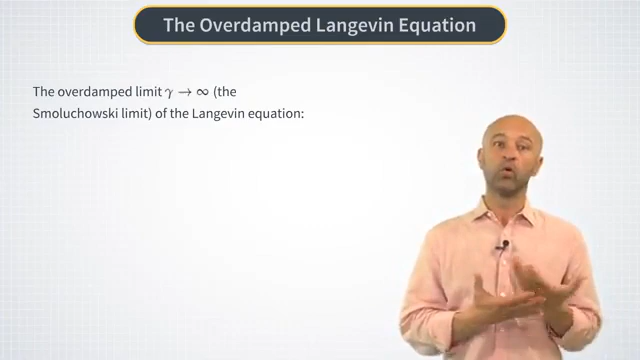 The Overdamped Langevin Equation
The overdamped limit γ → ∞ (the
Smoluchowski limit) of the Langevin equation: